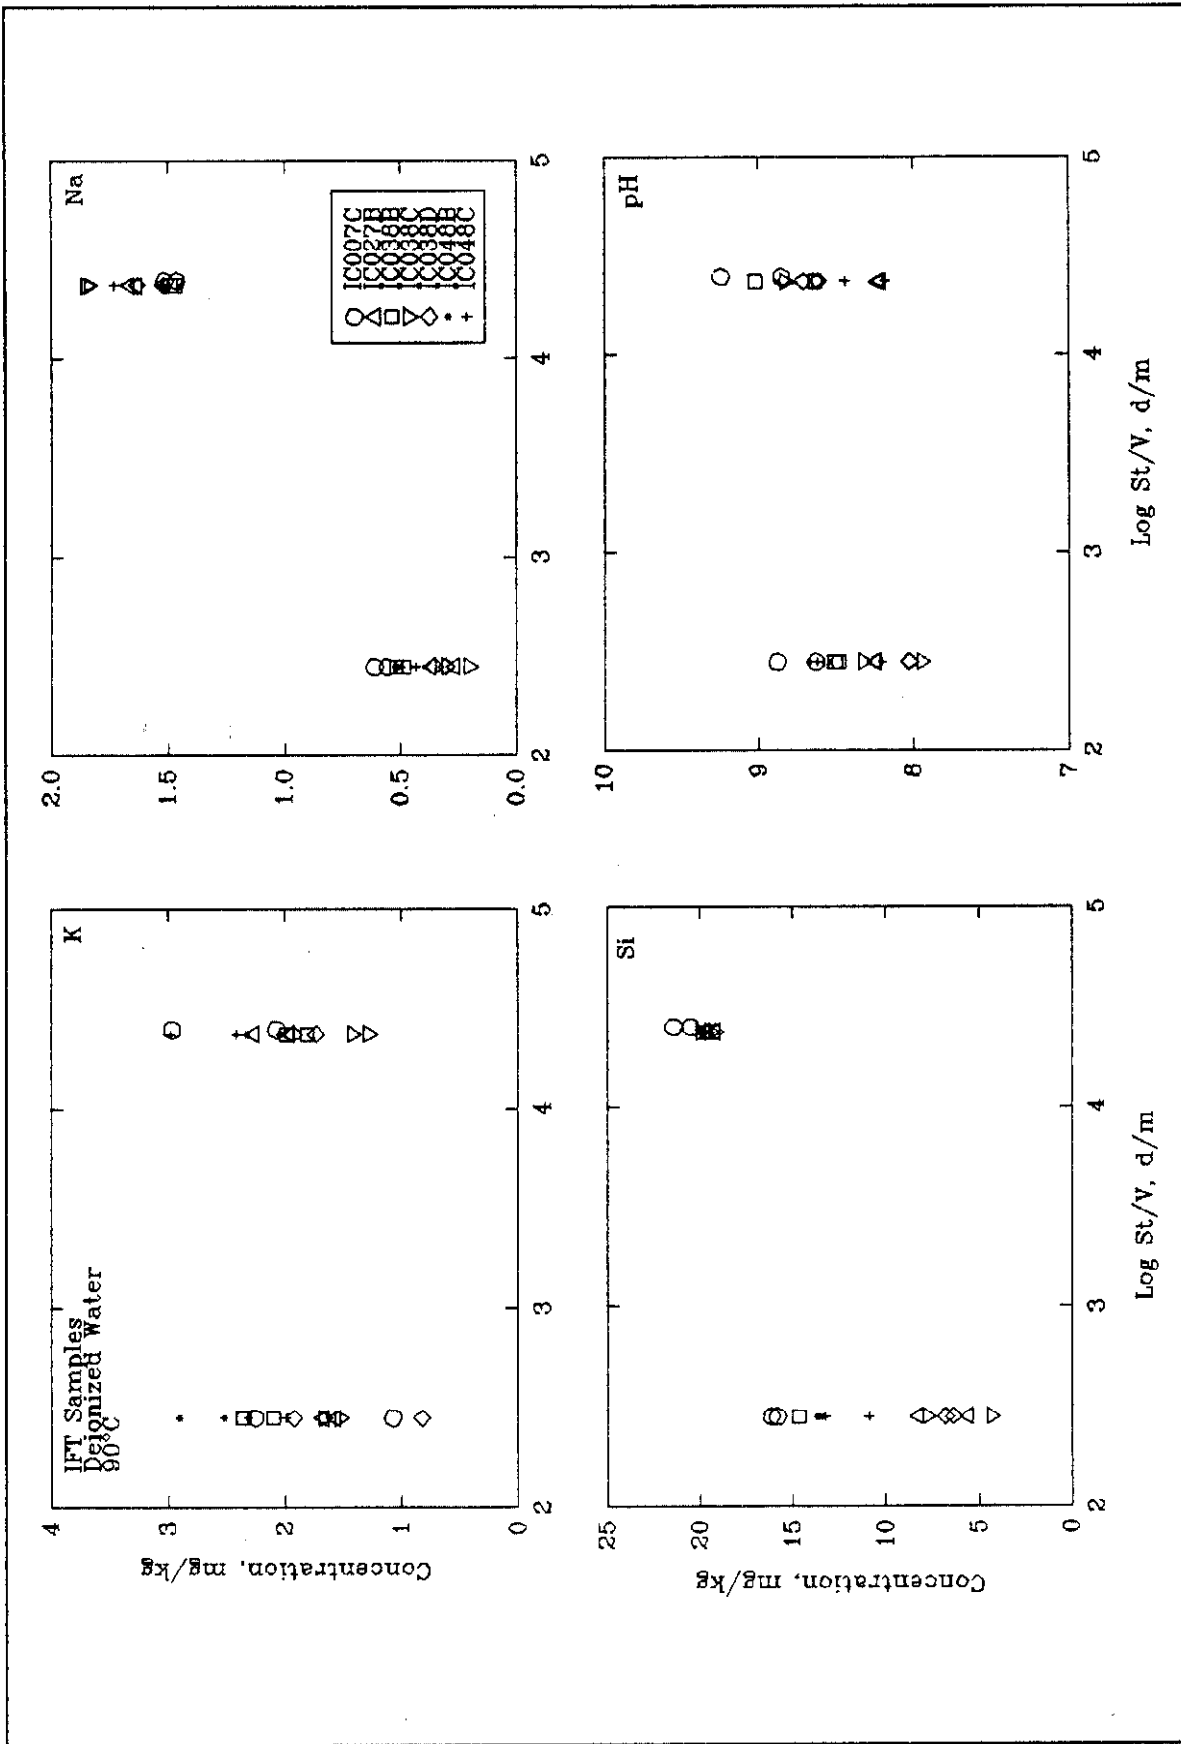 K
IFT Samples
Deionized Water
90°C
4
3
2
1
0
Concentration, mg/kg
2
3
4
5
Na
2.0
1.5
1.0
0.5
0.0
2
3
4
5
IC007C
IC027B
IC038B
IC038C
IC038D
IC048B
IC048C
Si
25
20
15
10
5
0
Concentration, mg/kg
2
3
4
5
Log St/V, d/m
pH
10
9
8
7
2
3
4
5
Log St/V, d/m